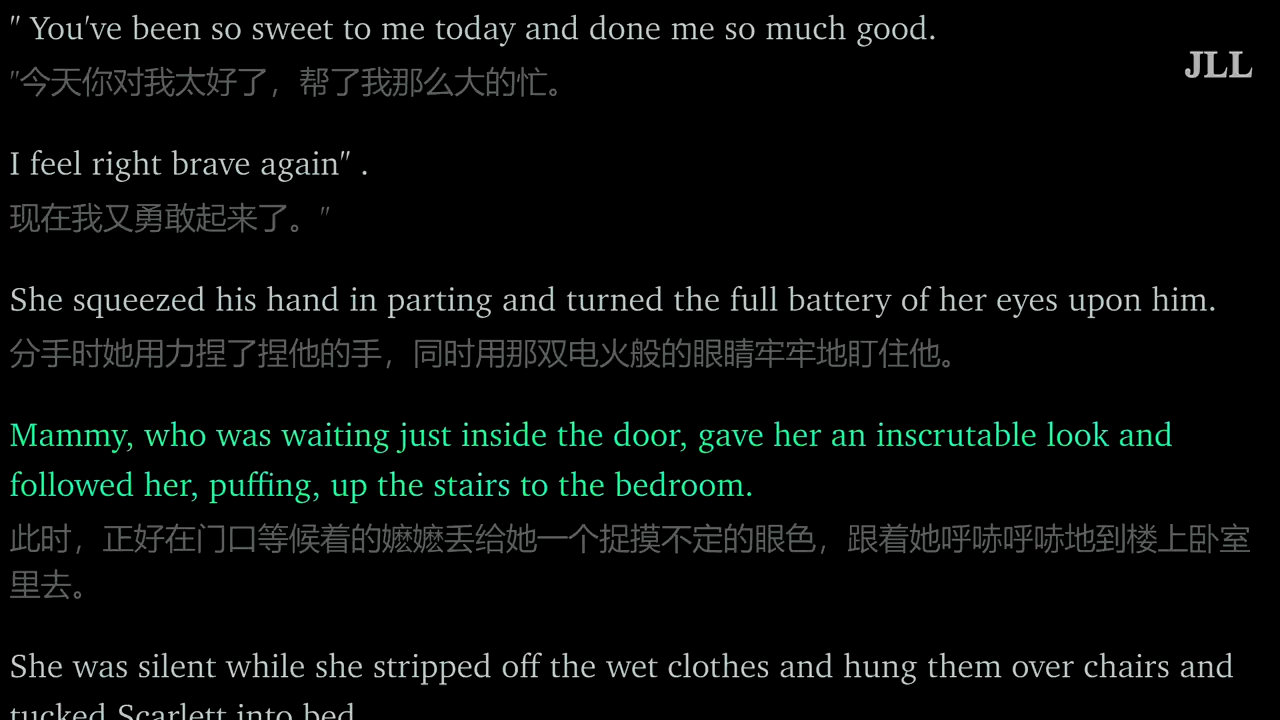 " You've been so sweet to me today and done me so much good.
JLL
"今天你对我太好了，帮了我那么大的忙。
I feel right brave again" .
现在我又勇敢起来了。"
She squeezed his hand in parting and turned the full battery of her eyes upon him.
分手时她用力捏了捏他的手，同时用那双电火般的眼睛牢牢地盯住他。
Mammy, who was waiting just inside the door, gave her an inscrutable look and
followed her, puffing, up the stairs to the bedroom.
此时，正好在门口等候着的嬷嬷丢给她一个捉摸不定的眼色，跟着她呼哧呼哧地到楼上卧室
里去。
She was silent while she stripped off the wet clothes and hung them over chairs and
tucked Scarlett into bed.